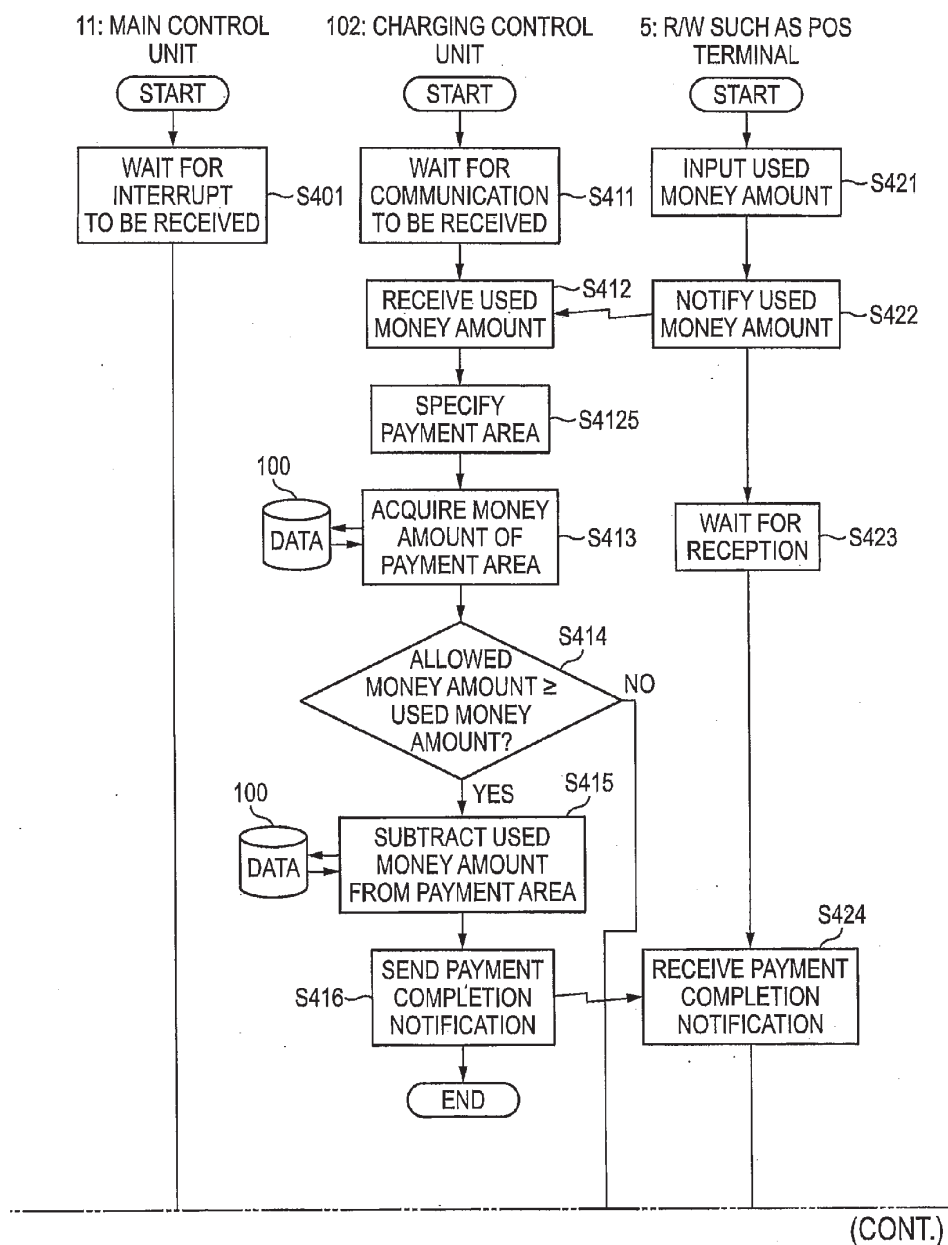 11: MAIN CONTROL
UNIT
102: CHARGING CONTROL
UNIT
5: R/W SUCH AS POS
TERMINAL
START
START
START
WAIT FOR
INTERRUPT
TO BE RECEIVED
S401
WAIT FOR
COMMUNICATION
TO BE RECEIVED
S411
INPUT USED
MONEY AMOUNT
S421
RECEIVE USED
MONEY AMOUNT
S412
NOTIFY USED
MONEY AMOUNT
S422
SPECIFY
PAYMENT AREA
S4125
100
DATA
ACQUIRE MONEY
AMOUNT OF
PAYMENT AREA
S413
WAIT FOR
RECEPTION
S423
S414
ALLOWED
MONEY AMOUNT ≥
USED MONEY
AMOUNT?
NO
YES
100
DATA
S415
SUBTRACT USED
MONEY AMOUNT
FROM PAYMENT AREA
S416
SEND PAYMENT
COMPLETION
NOTIFICATION
S424
RECEIVE PAYMENT
COMPLETION
NOTIFICATION
END
(CONT.)